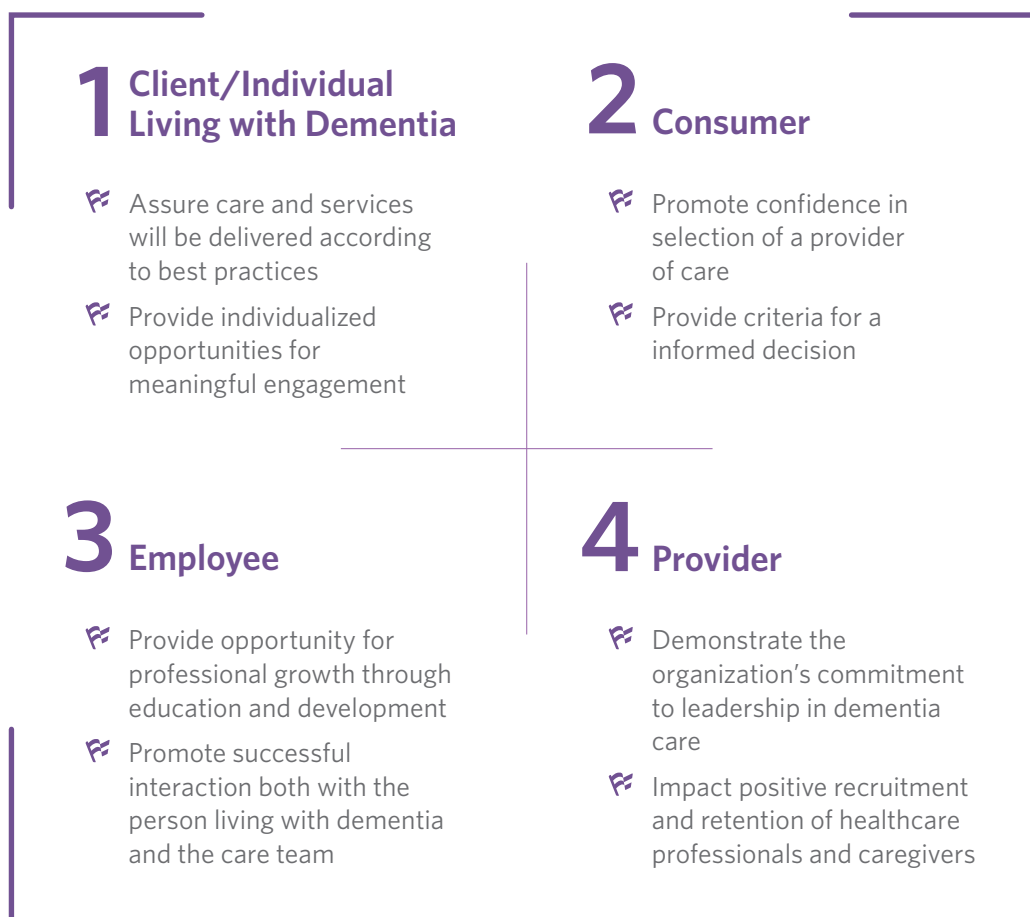 1 Client/Individual
Living with Dementia
Assure care and services
will be delivered according
to best practices
Provide individualized
opportunities for
meaningful engagement
2 Consumer
Promote confidence in
selection of a provider
of care
Provide criteria for a
informed decision
3 Employee
Provide opportunity for
professional growth through
education and development
Promote successful
interaction both with the
person living with dementia
and the care team
4 Provider
Demonstrate the
organization’s commitment
to leadership in dementia
care
Impact positive recruitment
and retention of healthcare
professionals and caregivers